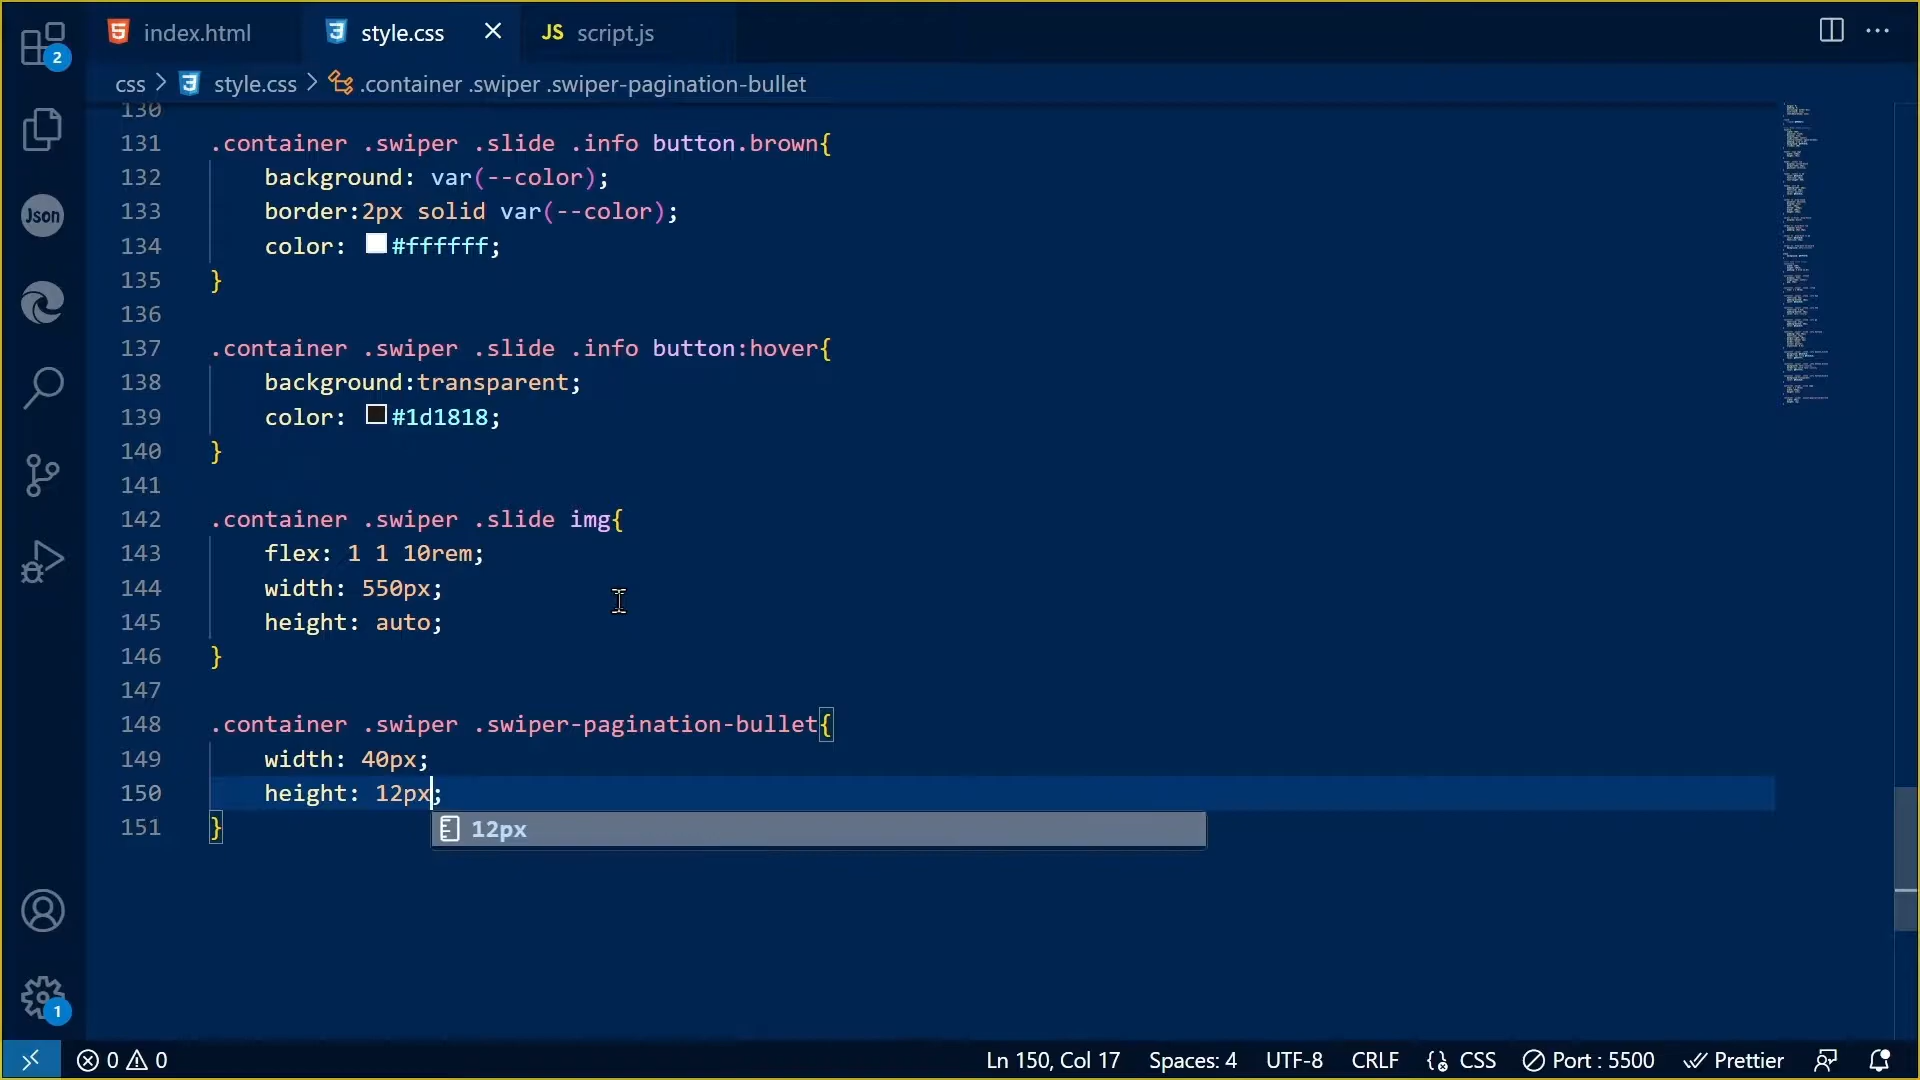 index.html
style.css
JS script.js
css > style.css > .container .swiper .swiper-pagination-bullet
2
130
131 .container .swiper .slide .info button.brown{
132 background: var(--color);
133 border:2px solid var(--color);
134 color: #ffffff;
135 }
136
137 .container .swiper .slide .info button:hover{
138 background:transparent;
139 color: #1d1818;
140 }
141
142 .container .swiper .slide img{
143 flex: 1 1 10rem;
144 width: 550px;
145 height: auto;
146 }
147
148 .container .swiper .swiper-pagination-bullet{
149 width: 40px;
150 height: 12px;
151 }
12px
Json
1
0 0
Ln 150, Col 17 Spaces: 4 UTF-8 CRLF CSS Port : 5500 Prettier